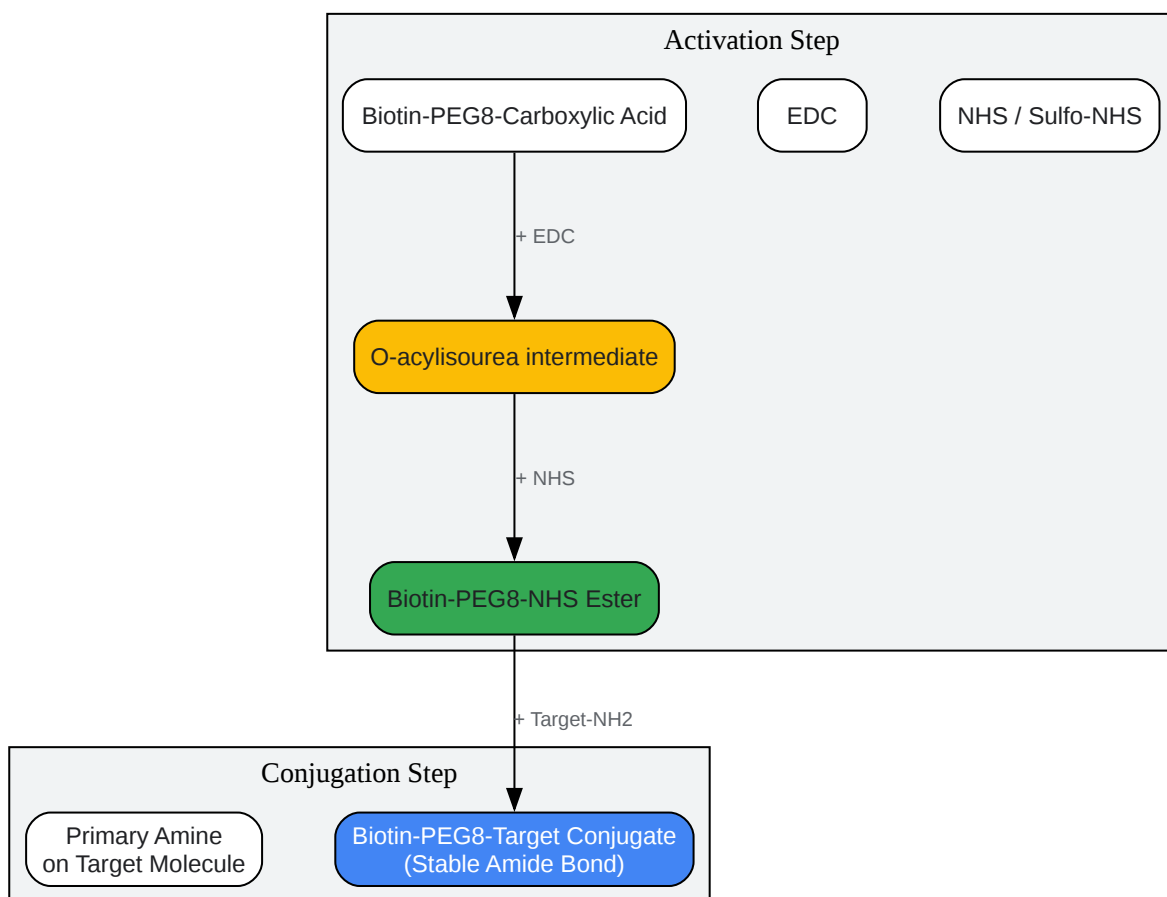 Activation Step
Biotin-PEG8-Carboxylic Acid
EDC
NHS / Sulfo-NHS
+ EDC
O-acylisourea intermediate
+ NHS
Biotin-PEG8-NHS Ester
+ Target-NH2
Conjugation Step
Primary Amine
on Target Molecule
Biotin-PEG8-Target Conjugate
(Stable Amide Bond)